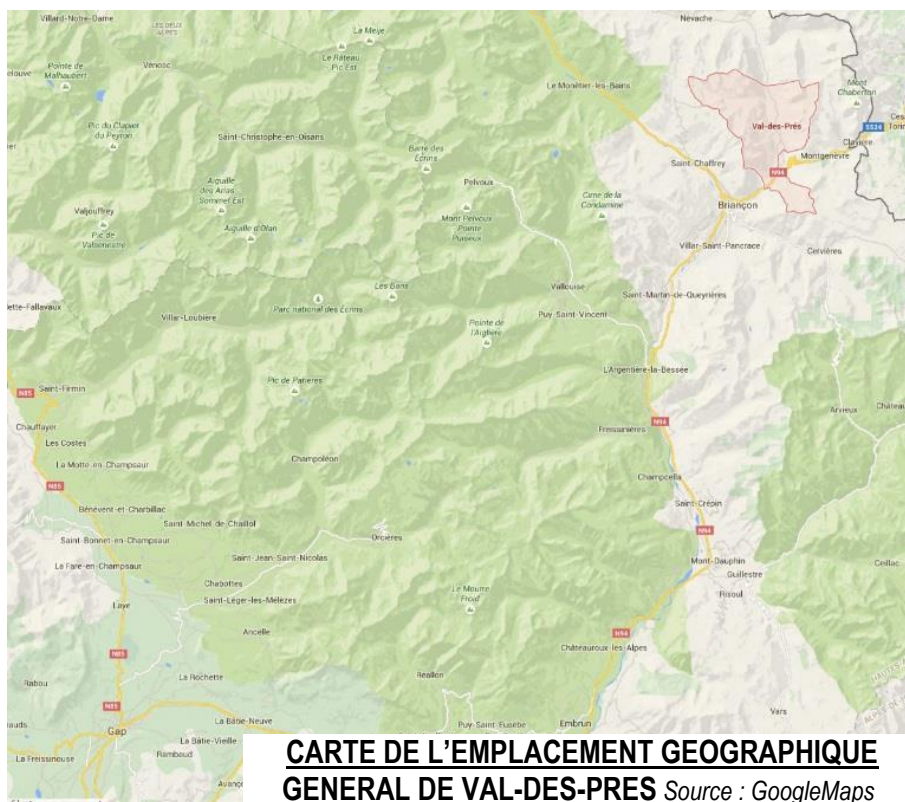 Villard-Notre-Dame
LES DEUX
ALPES
La Meije
Névache
Pointe de
Malhaubert
Venosc
Le Râteau
Pic Est
Le Monêtier-les-Bains
Mont
Chaberton
Pic du Clapier
du Peyron
Saint-Christophe-en-Oisans
Val-des-Prés
SS24
Clavière
Montgenèvre
Barre des
Écrins
Saint-Chaffrey
N94
Aiguille
des Arias
Sommet Est
Pelvoux
Cime de la
Condamine
Briançon
Valjouffrey
Pic de
Valsenestre
Aiguille d'Olan
Mont Pelvoux
Pointe
Puiseux
Villar-Saint-Pancrace
Cervières
Les Bans
Vallouise
Saint-Martin-de-Queyrières
Parc national des Écrins
Villar-Loubière
Puy-Saint-Vincent
Pointe de
l'Aiglière
L'Argentière-la-Bessée
Pic de Parières
N85
Saint-Firmin
Arvieux
Chauffayer
Freissinières
N94
Les Costes
La Motte-en-Champsaur
Champoléon
Champcella
N85
Saint-Crépin
Bénévent-et-Charbillac
Saint-Michel-de-Chaillol
N94
Saint-Bonnet-en-Champsaur
Orcières
Saint-Jean-Saint-Nicolas
La Fare-en-Champsaur
Mont-Dauphin
Ceillac
Guillestre
Chabottes
Le Mourre
Froid
Risoul
Saint-Léger-les-Mélèzes
Laye
N94
Ancelle
Châteauroux-les-Alpes
N85
Rabou
La Rochette
Réallon
N85
Vars
La Bâtie-Neuve
Puy-Saint-Eusèbe
Embrun
Gap
La Bâtie-Vieille
La Freissinouse
Rambaud
CARTE DE L'EMPLACEMENT GEOGRAPHIQUE
GENERAL DE VAL-DES-PRES Source : GoogleMaps